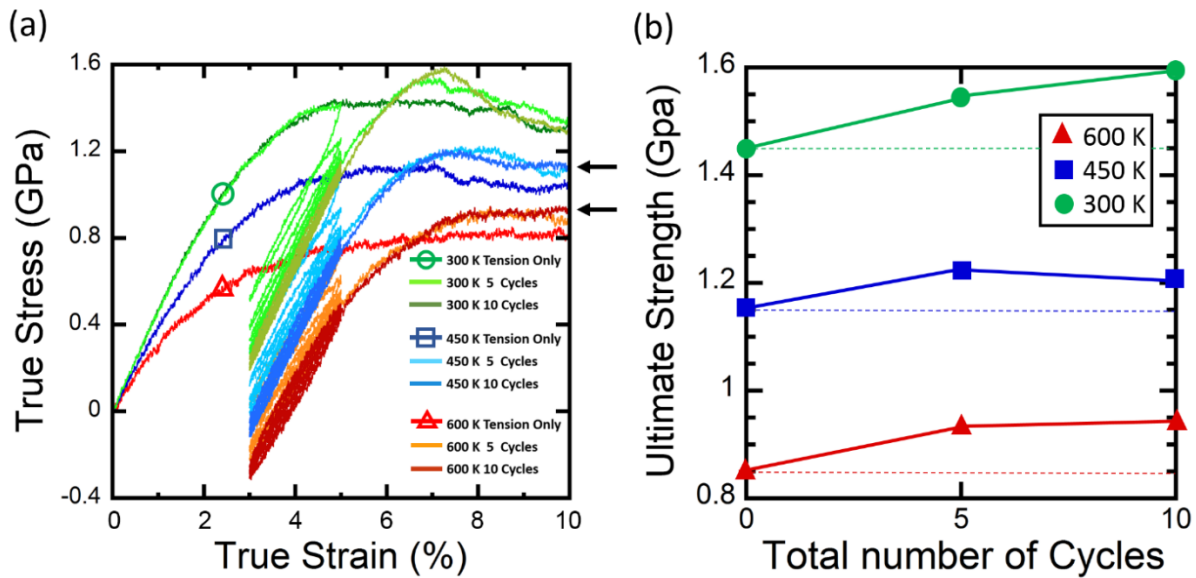 (a)
True Stress (GPa)
1.6
1.2
0.8
0.4
0
-0.4
0
2
4
6
8
10
True Strain (%)
300 K Tension Only
300 K 5 Cycles
300 K 10 Cycles
450 K Tension Only
450 K 5 Cycles
450 K 10 Cycles
600 K Tension Only
600 K 5 Cycles
600 K 10 Cycles
(b)
Ultimate Strength (Gpa)
1.6
1.4
1.2
1
0.8
0
5
10
Total number of Cycles
600 K
450 K
300 K